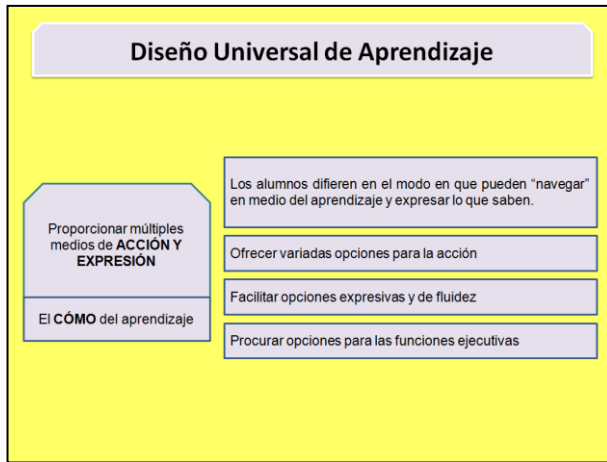 Diseño Universal de Aprendizaje
Proporcionar múltiples
medios de ACCIÓN Y
EXPRESIÓN
El CÓMO del aprendizaje
Los alumnos difieren en el modo en que pueden “navegar”
en medio del aprendizaje y expresar lo que saben.
Ofrecer variadas opciones para la acción
Facilitar opciones expresivas y de fluidez
Procurar opciones para las funciones ejecutivas